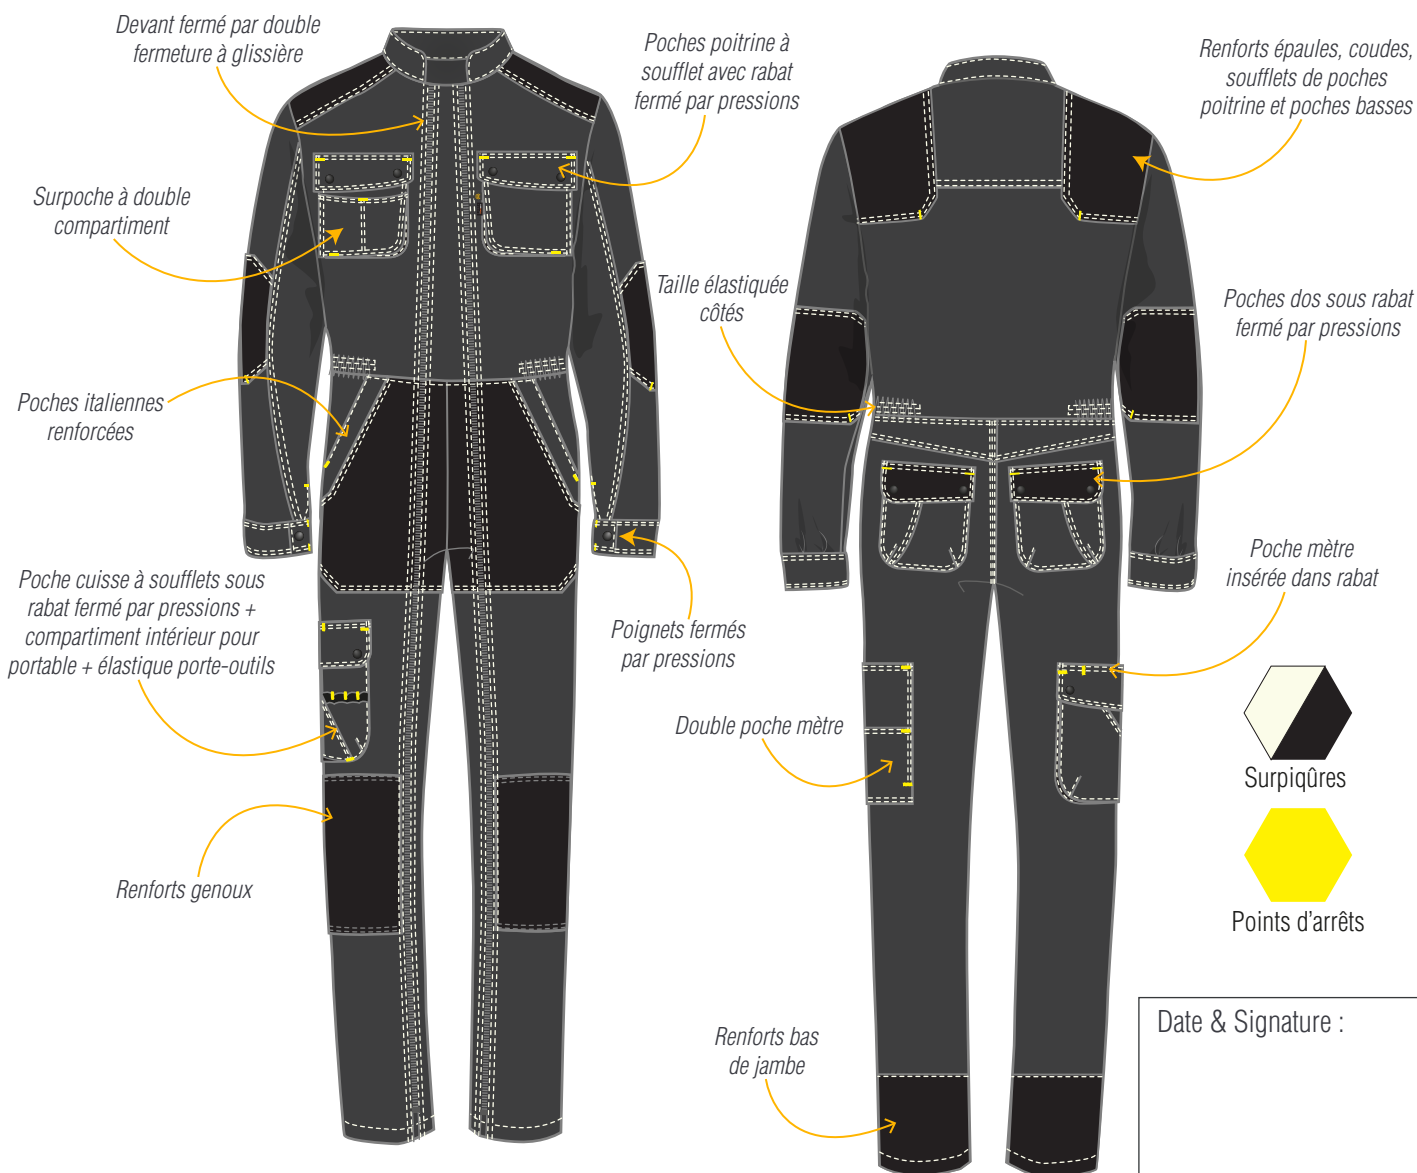 Devant fermé par double
fermeture à glissière
Poches poitrine à
soufflet avec rabat
fermé par pressions
Renforts épaules, coudes,
soufflets de poches
poitrine et poches basses
Surpoche à double
compartiment
Taille élastiquée
côtés
Poches dos sous rabat
fermé par pressions
Poches italiennes
renforcées
Poche cuisse à soufflets sous
rabat fermé par pressions +
compartiment intérieur pour
portable + élastique porte-outils
Poignets fermés
par pressions
Poche mètre
insérée dans rabat
Double poche mètre
Surpiqûres
Renforts genoux
Points d'arrêts
Renforts bas
de jambe
Date & Signature :